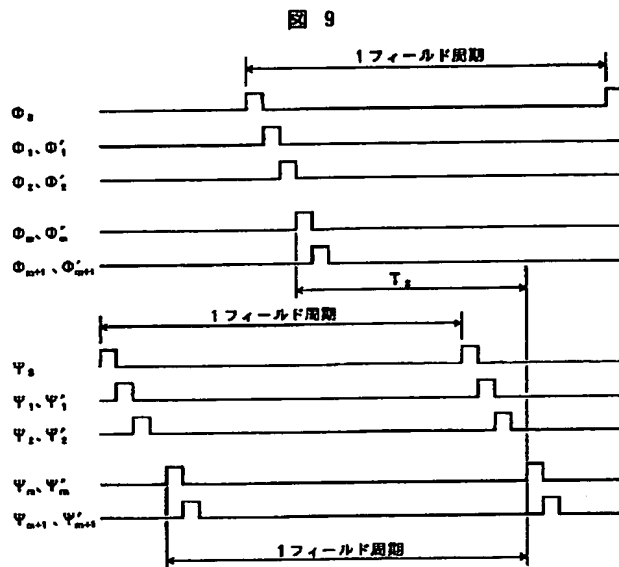 図 9
1フィールド周期
Φs
Φ1、Φ'1
Φ2、Φ'2
Φm、Φ'm
Φm+1、Φ'm+1
Ts
1フィールド周期
Ψs
Ψ1、Ψ'1
Ψ2、Ψ'2
Ψm、Ψ'm
Ψm+1、Ψ'm+1
1フィールド周期